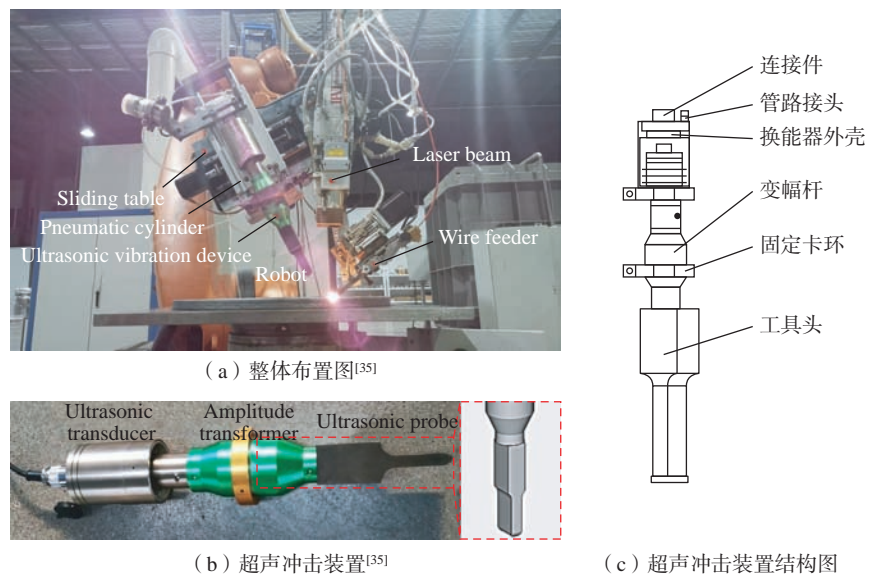 Laser beam
Sliding table
Pneumatic cylinder
Ultrasonic vibration device
Robot
Wire feeder
（a）整体布置图[35]
Ultrasonic
transducer
Amplitude
transformer
Ultrasonic probe
（b）超声冲击装置[35]
连接件
管路接头
换能器外壳
变幅杆
固定卡环
工具头
（c）超声冲击装置结构图